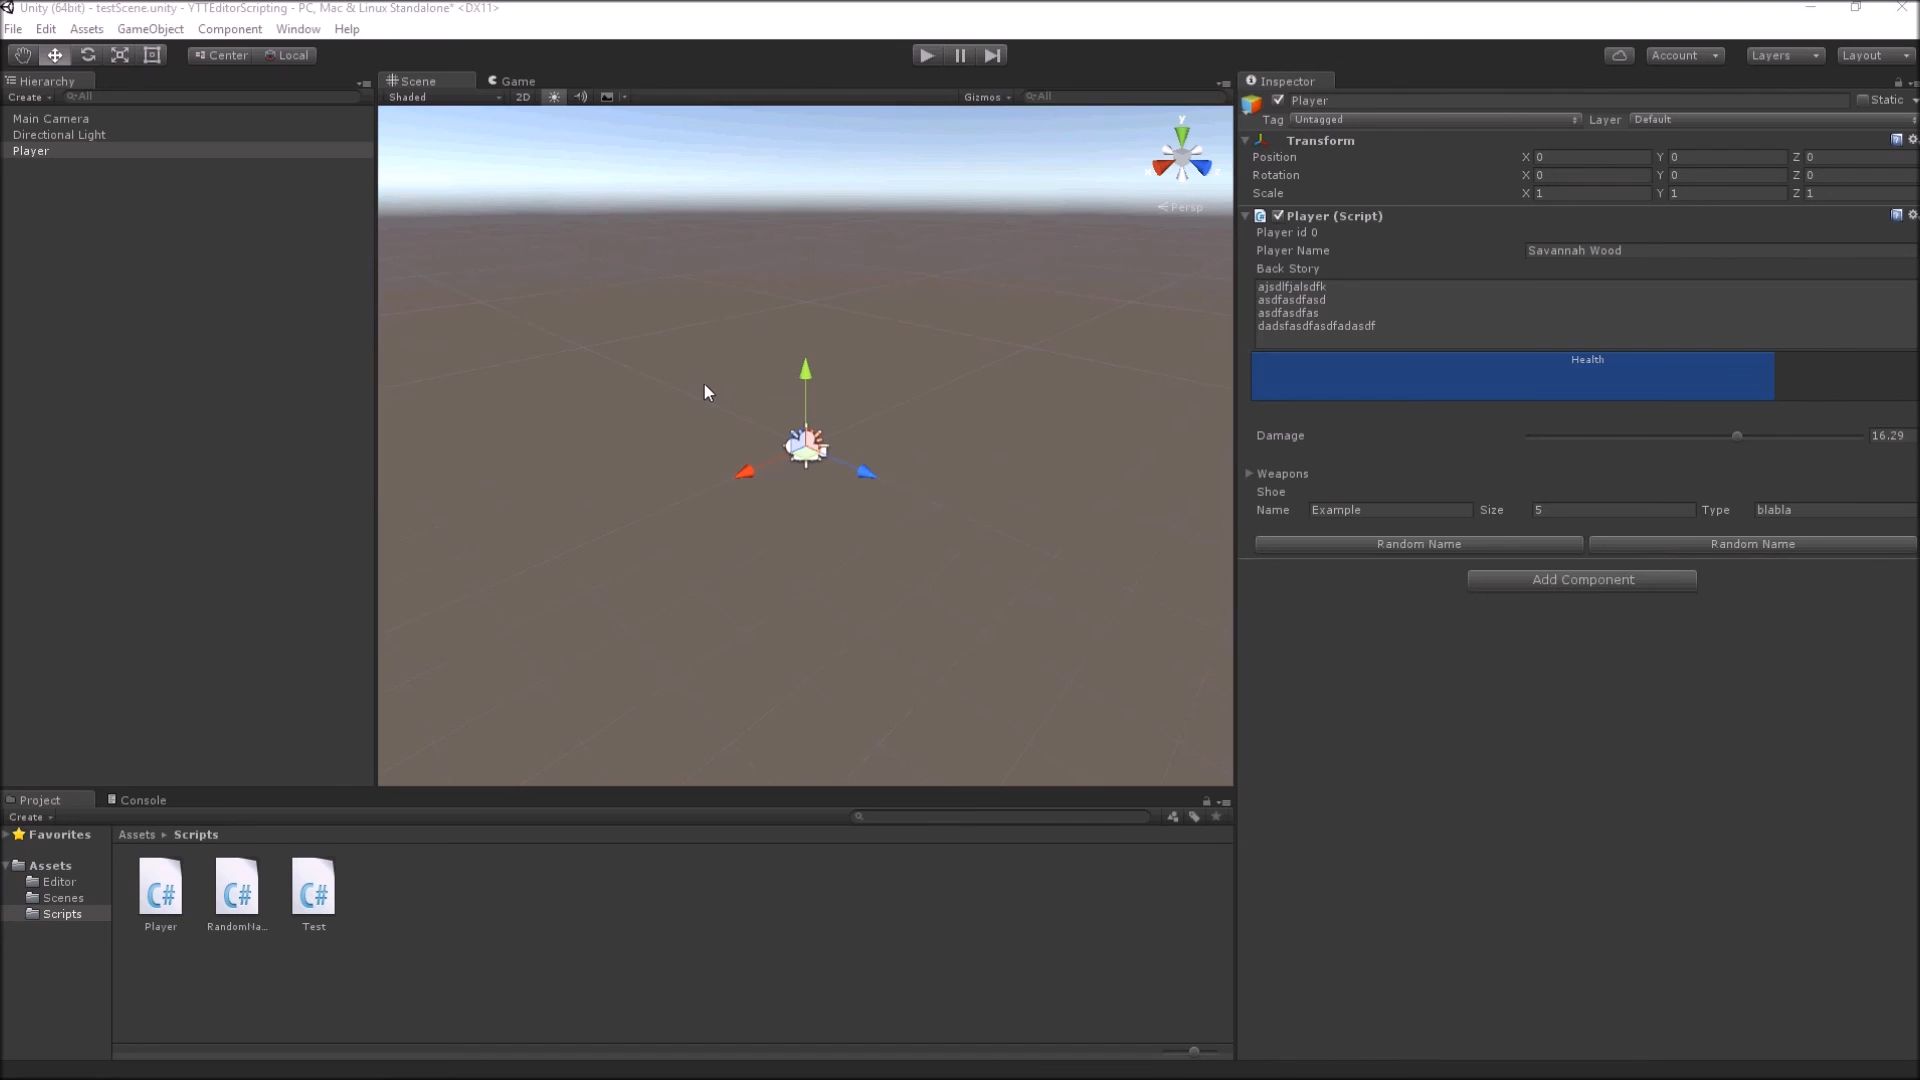 Unity (64bit) - testScene.unity - YTTEditorScripting - PC, Mac & Linux Standalone* <DX11>
File Edit Assets GameObject Component Window Help
Center Local Account Layers Layout
Hierarchy
Create All
Main Camera
Directional Light
Player
Scene Game
Shaded 2D Gizmos All
y
Persp
Inspector
Player Static
Tag Untagged Layer Default
Transform
Position X 0 Y 0 Z 0
Rotation X 0 Y 0 Z 0
Scale X 1 Y 1 Z 1
Player (Script)
Player id 0
Player Name Savannah Wood
Back Story
ajsdlfjalsdfk
asdfasdfasd
asdfasdfas
dadsfasdfasdfadasdf
Health
Damage 16.29
Weapons
Shoe
Name Example Size 5 Type blabla
Random Name Random Name
Add Component
Project Console
Create
Favorites
Assets
Editor
Scenes
Scripts
Assets Scripts
C# C# C#
Player RandomNa... Test